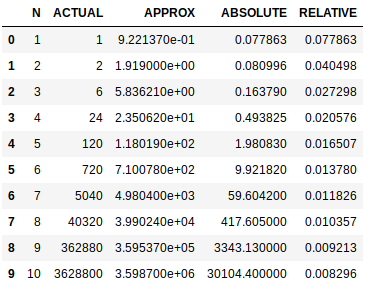 N ACTUAL APPROX ABSOLUTE RELATIVE
0 1 1 9.221370e-01 0.077863 0.077863
1 2 2 1.919000e+00 0.080996 0.040498
2 3 6 5.836210e+00 0.163790 0.027298
3 4 24 2.350620e+01 0.493825 0.020576
4 5 120 1.180190e+02 1.980830 0.016507
5 6 720 7.100780e+02 9.921820 0.013780
6 7 5040 4.980400e+03 59.604200 0.011826
7 8 40320 3.990240e+04 417.605000 0.010357
8 9 362880 3.595370e+05 3343.130000 0.009213
9 10 3628800 3.598700e+06 30104.400000 0.008296